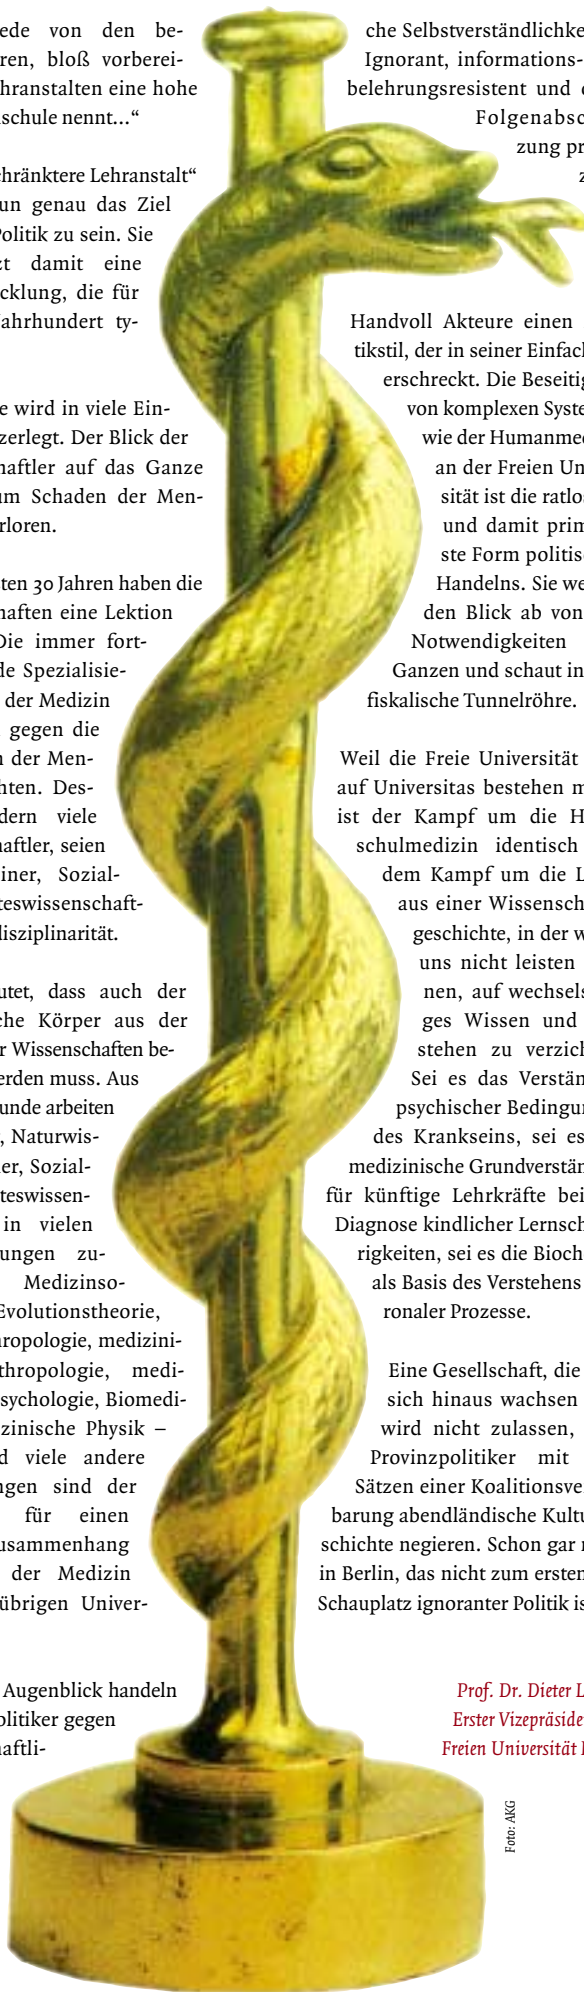 ede von den be-
ren, bloß vorberei-
hranstalten eine hohe
schule nennt...“
hränktere Lehranstalt“
un genau das Ziel
Politik zu sein. Sie
zt damit eine
cklung, die für
Jahrhundert ty-
e wird in viele Ein-
zerlegt. Der Blick der
haftler auf das Ganze
um Schaden der Men-
rloren.
sten 30 Jahren haben die
haften eine Lektion
Die immer fort-
de Spezialisie-
der Medizin
gegen die
n der Men-
hten. Des-
dern viele
haftler, seien
iner, Sozial-
teswissenschaft-
disziplinarität.
utet, dass auch der
che Körper aus der
r Wissenschaften be-
erden muss. Aus
unde arbeiten
, Naturwis-
er, Sozial-
teswissen-
in vielen
ungen zu-
Medizinso-
Evolutionstheorie,
hropologie, medizini-
thropologie, medi-
sychologie, Biomedi-
zinische Physik –
d viele andere
ngen sind der
für einen
usammenhang
der Medizin
übrigen Univer-
Augenblick handeln
olitiker gegen
haftli-
che Selbstverständlichke
Ignorant, informations-
belehrungsresistent und
Folgenabsc
zung pr
z
Handvoll Akteure einen
tikstil, der in seiner Einfach
erschreckt. Die Beseitig
von komplexen Syste
wie der Humanmed
an der Freien Un
sität ist die ratlos
und damit prim
ste Form politis
Handelns. Sie we
den Blick ab von
Notwendigkeiten
Ganzen und schaut in
fiskalische Tunnelröhre.
Weil die Freie Universität
auf Universitas bestehen m
ist der Kampf um die H
schulmedizin identisch
dem Kampf um die L
aus einer Wissensch
geschichte, in der w
uns nicht leisten
nen, auf wechsels
ges Wissen und
stehen zu verzich
Sei es das Verstän
psychischer Bedingu
des Krankseins, sei es
medizinische Grundverstän
für künftige Lehrkräfte bei
Diagnose kindlicher Lernsch
rigkeiten, sei es die Bioch
als Basis des Verstehens
ronaler Prozesse.
Eine Gesellschaft, die
sich hinaus wachsen
wird nicht zulassen,
Provinzpolitiker mit
Sätzen einer Koalitionsve
barung abendländische Kultu
schichte negieren. Schon gar n
in Berlin, das nicht zum ersten
Schauplatz ignoranter Politik is
Prof. Dr. Dieter L
Erster Vizepräside
Freien Universität
Foto: AKG